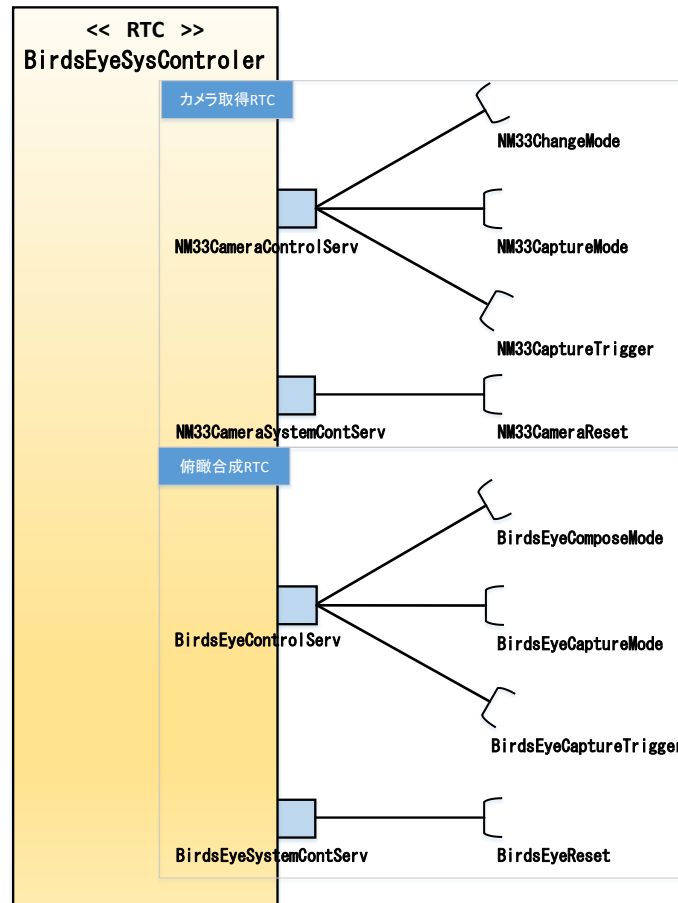 << RTC >>
BirdsEyeSysControler
カメラ取得RTC
NM33ChangeMode
NM33CameraControlServ
NM33CaptureMode
NM33CaptureTrigger
NM33CameraSystemContServ
NM33CameraReset
俯瞰合成RTC
BirdsEyeComposeMode
BirdsEyeControlServ
BirdsEyeCaptureMode
BirdsEyeCaptureTrigger
BirdsEyeSystemContServ
BirdsEyeReset